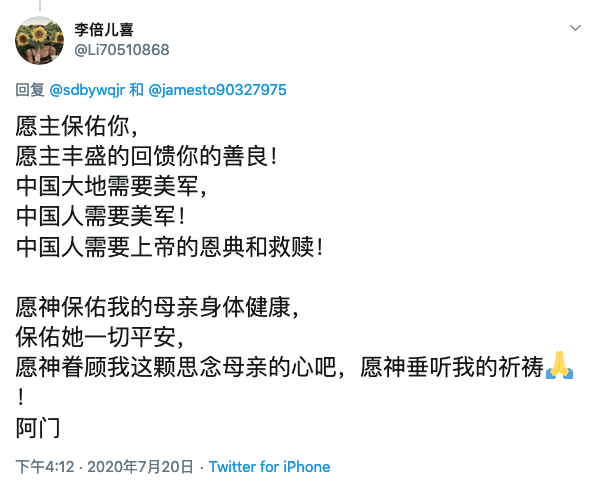 李倍儿喜
@Li70510868
回复 @sdbywqjr 和 @jamesto90327975
愿主保佑你，
愿主丰盛的回馈你的善良！
中国大地需要美军，
中国人需要美军！
中国人需要上帝的恩典和救赎！
愿神保佑我的母亲身体健康，
保佑她一切平安，
愿神眷顾我这颗思念母亲的心吧，愿神垂听我的祈祷🙏
！
阿门
下午4:12 · 2020年7月20日 · Twitter for iPhone